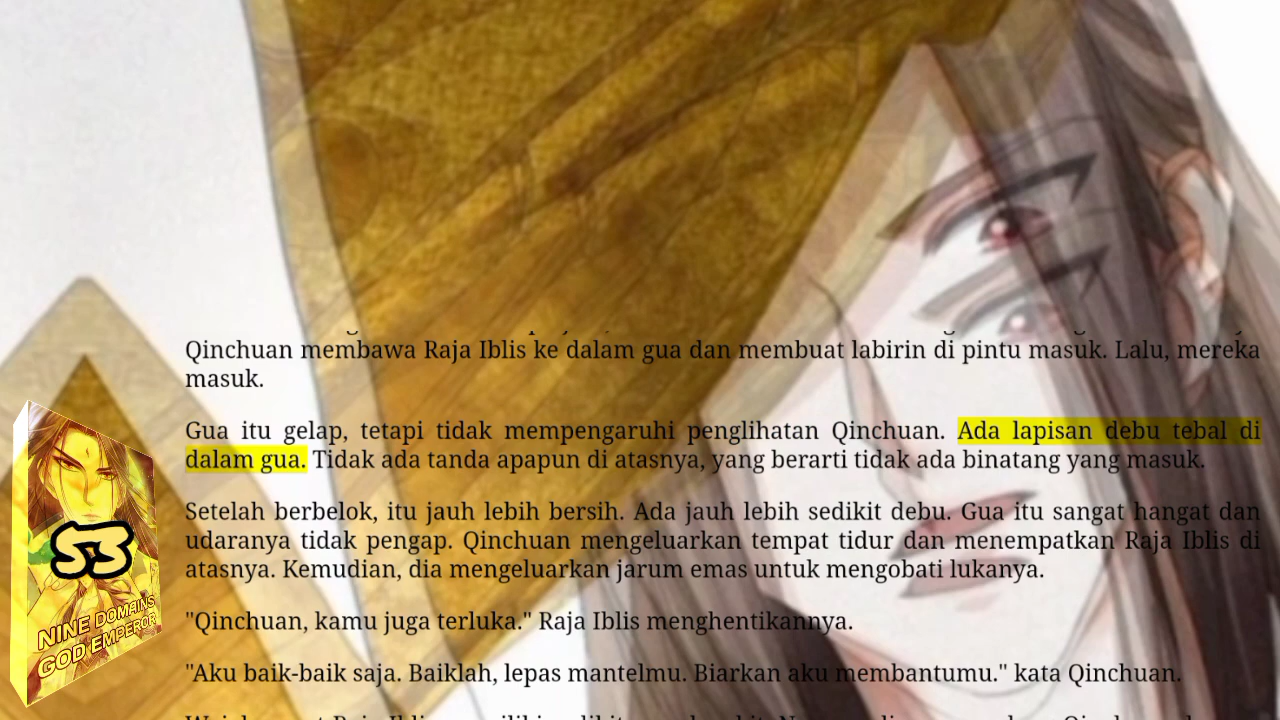 Qinchuan membawa Raja Iblis ke dalam gua dan membuat labirin di pintu masuk. Lalu, mereka
masuk.
Gua itu gelap, tetapi tidak mempengaruhi penglihatan Qinchuan. Ada lapisan debu tebal di
dalam gua. Tidak ada tanda apapun di atasnya, yang berarti tidak ada binatang yang masuk.
Setelah berbelok, itu jauh lebih bersih. Ada jauh lebih sedikit debu. Gua itu sangat hangat dan
udaranya tidak pengap. Qinchuan mengeluarkan tempat tidur dan menempatkan Raja Iblis di
atasnya. Kemudian, dia mengeluarkan jarum emas untuk mengobati lukanya.
"Qinchuan, kamu juga terluka." Raja Iblis menghentikannya.
"Aku baik-baik saja. Baiklah, lepas mantelmu. Biarkan aku membantumu." kata Qinchuan.
53
NINE DOMAINS
GOD EMPEROR